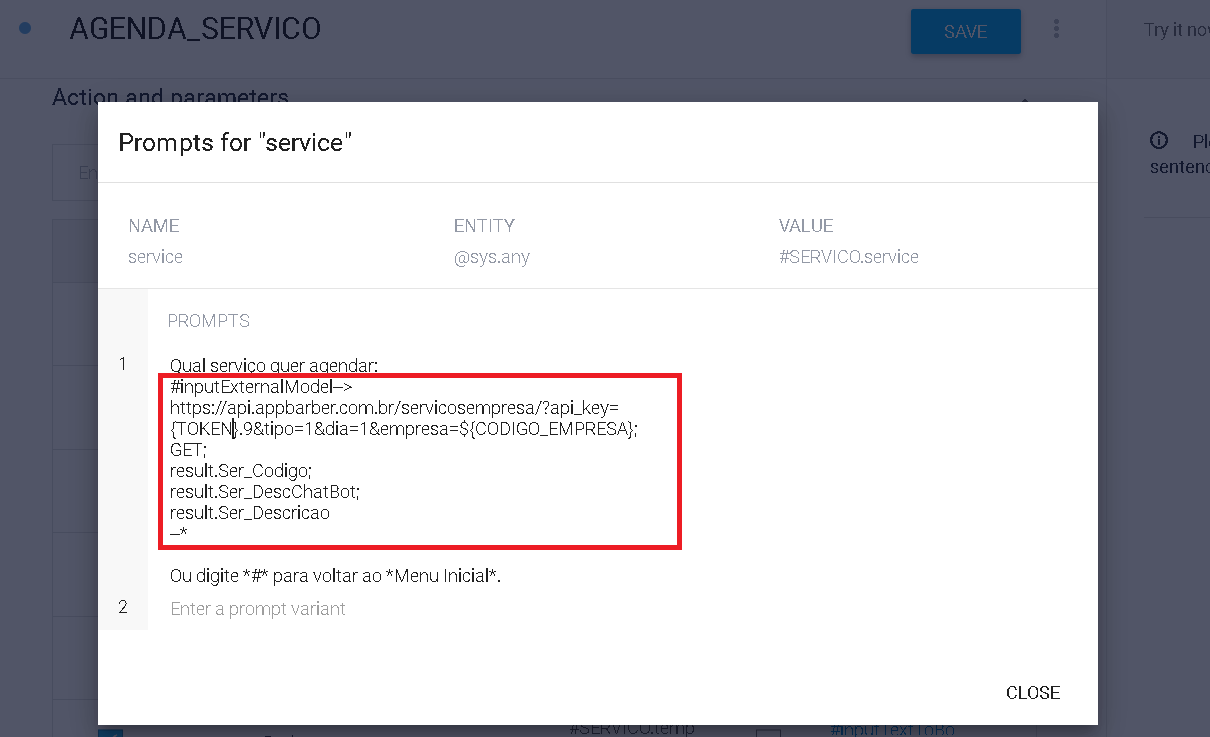 AGENDA_SERVICO
SAVE
Try it
Action and parameters
Prompts for "service"
NAME
ENTITY
VALUE
service
@sys.any
#SERVICO.service
PROMPTS
1
Qual serviço quer agendar:
#inputExternalModel-->
https://api.appbarber.com.br/servicosempresa/?api_key=
{TOKEN}.9&tipo=1&dia=1&empresa=${CODIGO_EMPRESA};
GET;
result.Ser_Codigo;
result.Ser_DescChatBot;
result.Ser_Descricao
--*
Ou digite *#* para voltar ao *Menu Inicial*.
2
Enter a prompt variant
CLOSE
#SERVICO.temp
#inputTextToBo